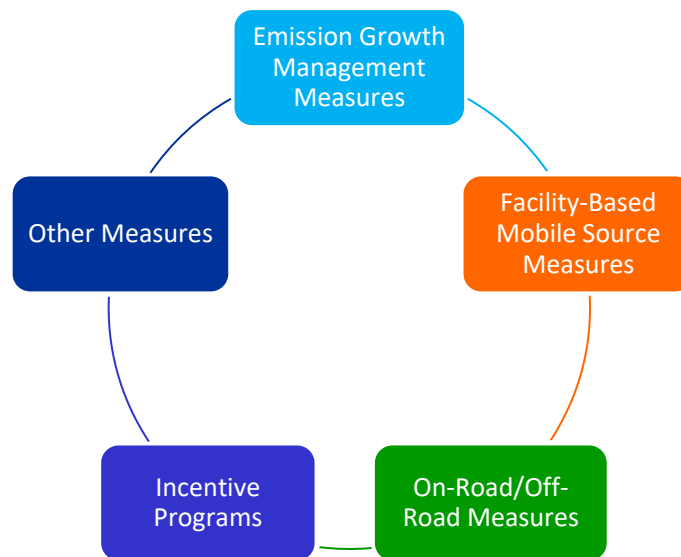 Emission Growth
Management
Measures
Facility-Based
Mobile Source
Measures
Other Measures
Incentive
Programs
On-Road/Off-
Road Measures